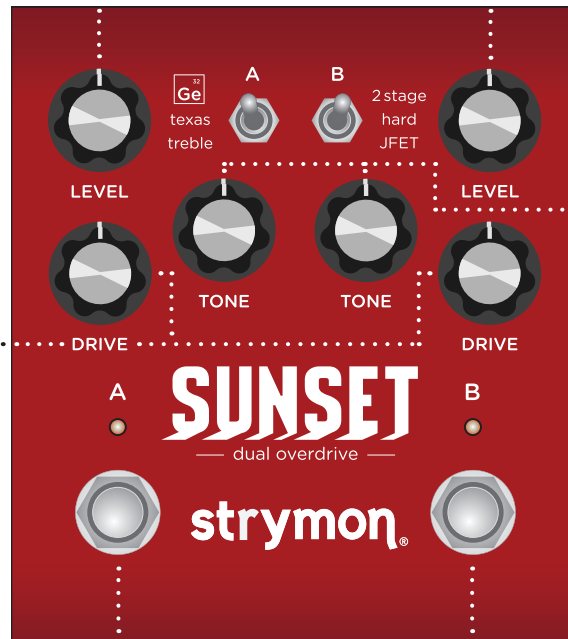 A B
32
Ge
texas
treble
2 stage
hard
JFET
LEVEL
LEVEL
TONE
TONE
DRIVE
DRIVE
A
B
SUNSET
dual overdrive
strymon®